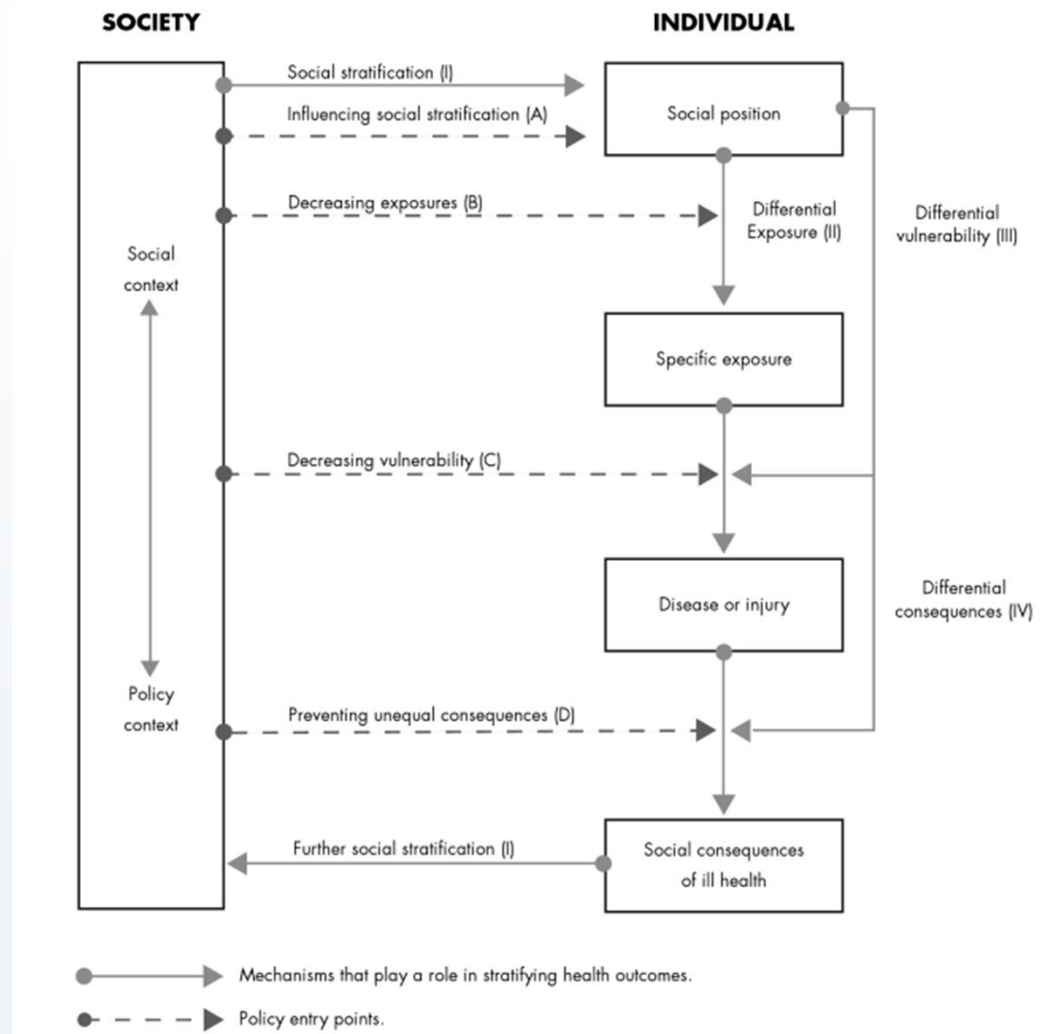 SOCIETY
INDIVIDUAL
Social stratification (I)
Influencing social stratification (A)
Social position
Decreasing exposures (B)
Differential
Exposure (II)
Differential
vulnerability (III)
Social
context
Specific exposure
Decreasing vulnerability (C)
Disease or injury
Differential
consequences (IV)
Policy
context
Preventing unequal consequences (D)
Further social stratification (I)
Social consequences
of ill health
Mechanisms that play a role in stratifying health outcomes.
Policy entry points.